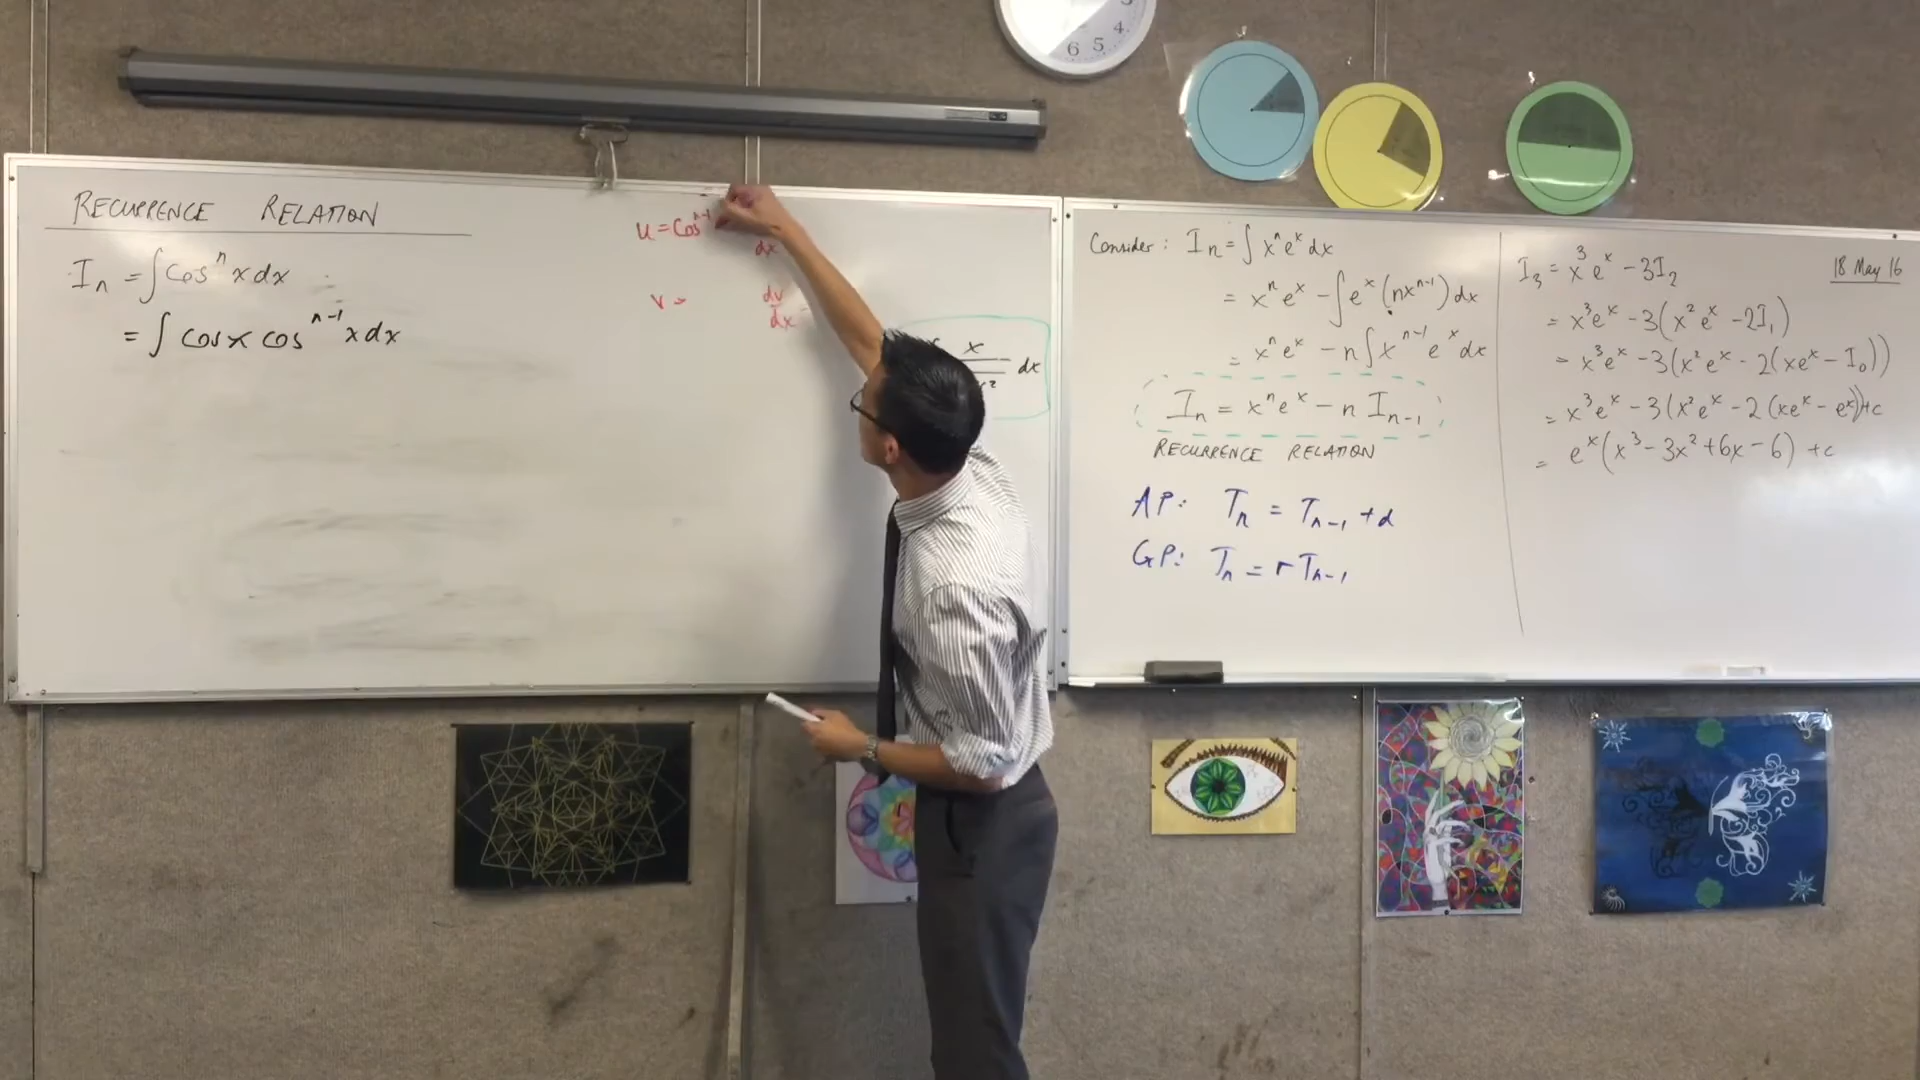 RECURRENCE RELATION
Iₙ = ∫ cosⁿ x dx
= ∫ cos x cosⁿ⁻¹ x dx
u = cosⁿ⁻¹
dx
v =
dv/dx =
x
dx
Consider: Iₙ = ∫ xⁿeˣ dx
= xⁿeˣ - ∫ eˣ(nxⁿ⁻¹) dx
= xⁿeˣ - n∫ xⁿ⁻¹eˣ dx
Iₙ = xⁿeˣ - n Iₙ₋₁
RECURRENCE RELATION
AP: Tₙ = Tₙ₋₁ + d
GP: Tₙ = r Tₙ₋₁
18 May 16
I₃ = x³eˣ - 3I₂
= x³eˣ - 3(x²eˣ - 2I₁)
= x³eˣ - 3(x²eˣ - 2(xeˣ - I₀))
= x³eˣ - 3(x²eˣ - 2(xeˣ - eˣ))+c
= eˣ(x³ - 3x² + 6x - 6) + c
6 5 4